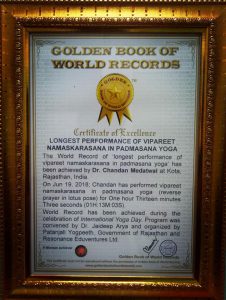 GOLDEN BOOK OF
WORLD RECORDS
GOLDEN
Certificate of Excellence
LONGEST PERFORMANCE OF VIPAREET
NAMASKARASANA IN PADMASANA YOGA
The World Record of 'longest performance of
vipareet namaskarasana in padmasana yoga' has
been achieved by Dr. Chandan Medatwal at Kota,
Rajasthan, India.
On Jun 19, 2018; Chandan has performed vipareet
namaskarasana in padmasana yoga (reverse
prayer in lotus pose) for One hour Thirteen minutes
Three seconds (01H:13M:03S)
World Record has been achieved during the
celebration of International Yoga Day. Program was
convened by Dr. Jaideep Arya and organized by
Patanjali Yogpeeth, Government of Rajasthan and
Resonance Eduventures Ltd.
Golden Book of World Records